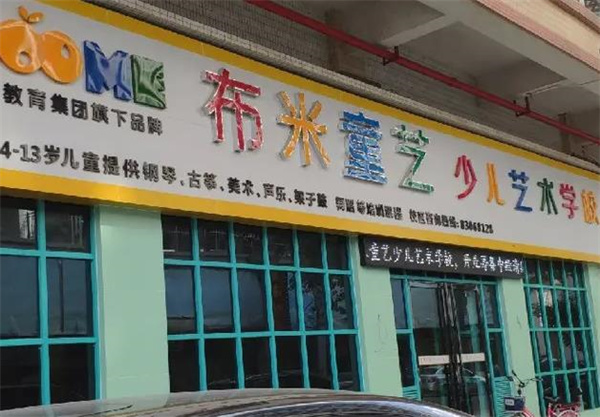 OOMK
布米童艺 少儿艺术学校
教育集团旗下品牌
4-13岁儿童提供钢琴、古筝、美术、声乐、架子鼓
童艺少儿艺术学校,